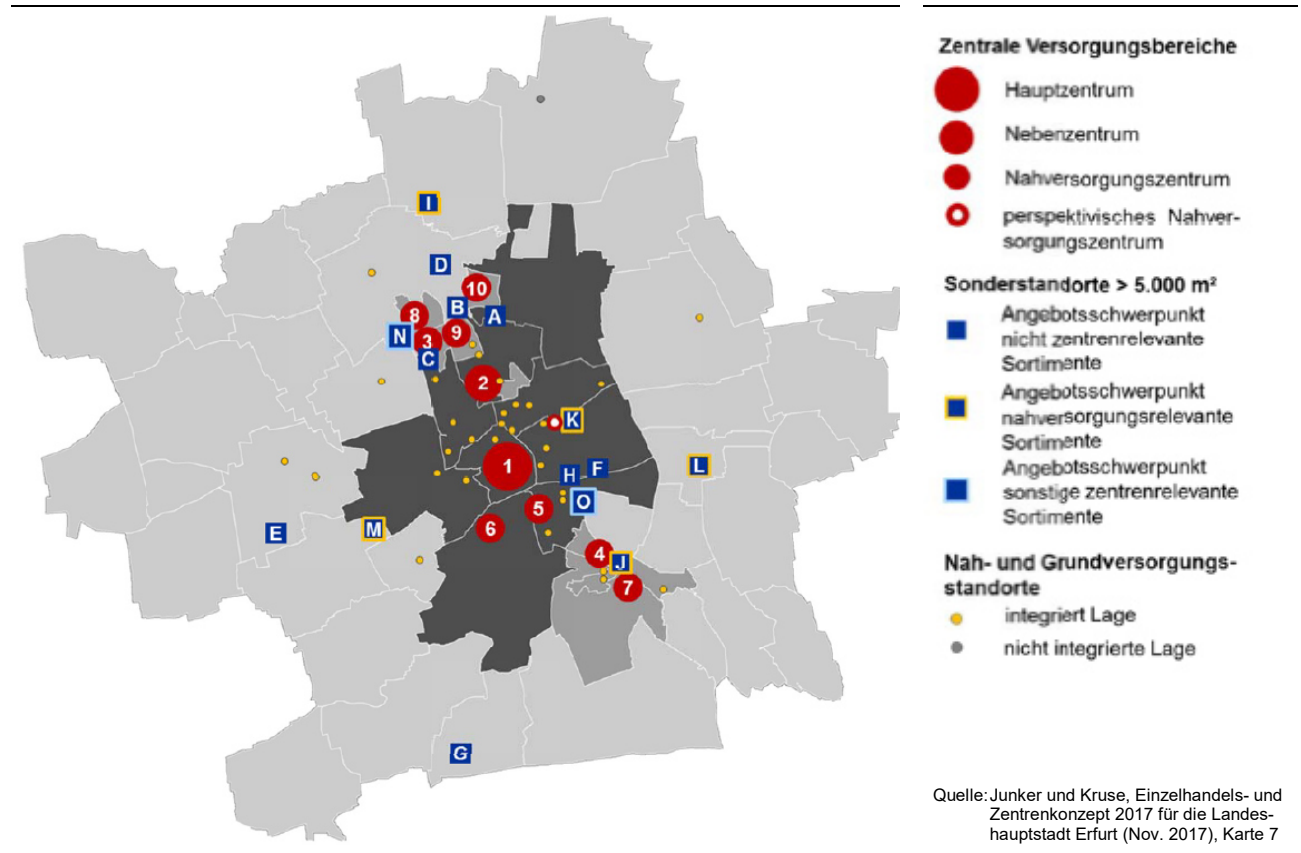 I
D
10
B
A
8
9
N
3
C
2
K
1
L
H
F
O
5
M
6
E
4
J
7
G
Zentrale Versorgungsbereiche
Hauptzentrum
Nebenzentrum
Nahversorgungszentrum
perspektivisches Nahver-
sorgungszentrum
Sonderstandorte > 5.000 m²
Angebotsschwerpunkt
nicht zentrenrelevante
Sortimente
Angebotsschwerpunkt
nahversorgungsrelevante
Sortimente
Angebotsschwerpunkt
sonstige zentrenrelevante
Sortimente
Nah- und Grundversorgungs-
standorte
integriert Lage
nicht integrierte Lage
Quelle: Junker und Kruse, Einzelhandels- und
Zentrenkonzept 2017 für die Landes-
hauptstadt Erfurt (Nov. 2017), Karte 7